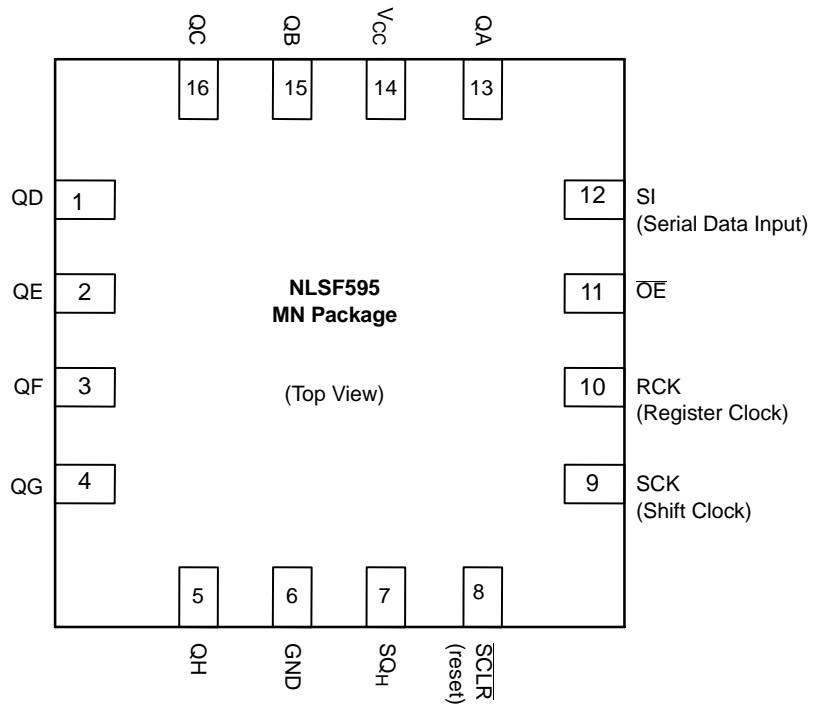 QC
QB
VCC
QA
16
15
14
13
QD
1
12
SI
(Serial Data Input)
QE
2
NLSF595
MN Package
11
OE
QF
3
(Top View)
10
RCK
(Register Clock)
QG
4
9
SCK
(Shift Clock)
5
6
7
8
QH
GND
SQH
SCLR
(reset)